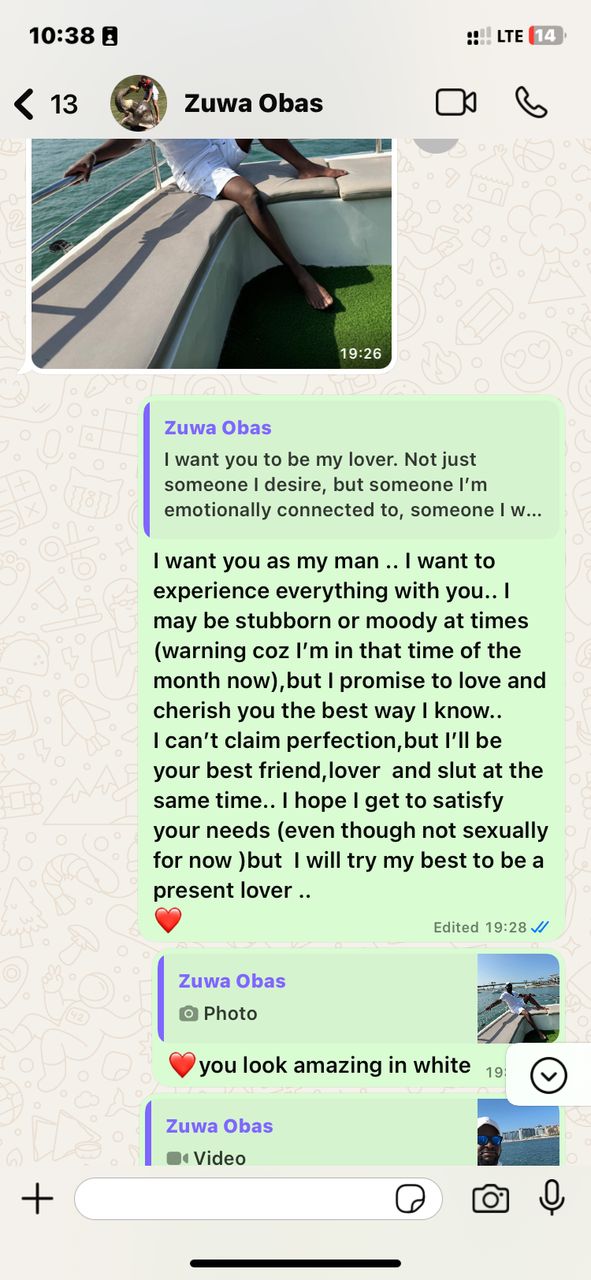 10:38
LTE 14
13 Zuwa Obas
19:26
Zuwa Obas
I want you to be my lover. Not just
someone I desire, but someone I’m
emotionally connected to, someone I w...
I want you as my man .. I want to
experience everything with you.. I
may be stubborn or moody at times
(warning coz I’m in that time of the
month now),but I promise to love and
cherish you the best way I know..
I can’t claim perfection,but I’ll be
your best friend,lover  and slut at the
same time.. I hope I get to satisfy
your needs (even though not sexually
for now )but  I will try my best to be a
present lover ..
❤️
Edited 19:28
Zuwa Obas
Photo
❤️you look amazing in white
Zuwa Obas
Video